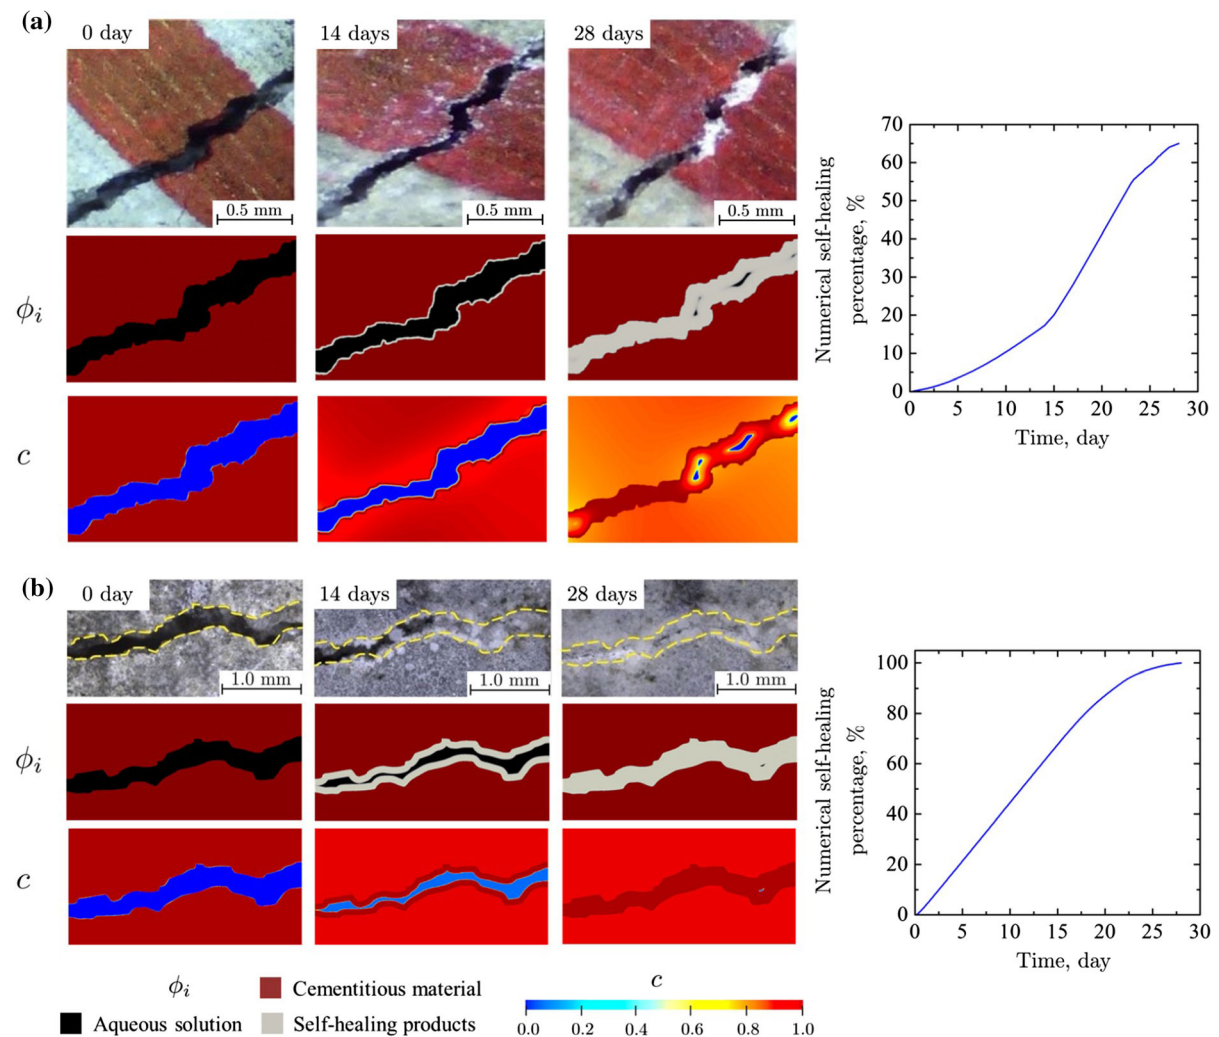 (a)
0 day
14 days
28 days
0.5 mm
0.5 mm
0.5 mm
ϕi
c
Numerical self-healing
percentage, %
70
60
50
40
30
20
10
0
0 5 10 15 20 25 30
Time, day
(b)
0 day
14 days
28 days
1.0 mm
1.0 mm
1.0 mm
ϕi
c
Numerical self-healing
percentage, %
100
80
60
40
20
0
0 5 10 15 20 25 30
Time, day
ϕi
Cementitious material
Aqueous solution
Self-healing products
c
0.0 0.2 0.4 0.6 0.8 1.0